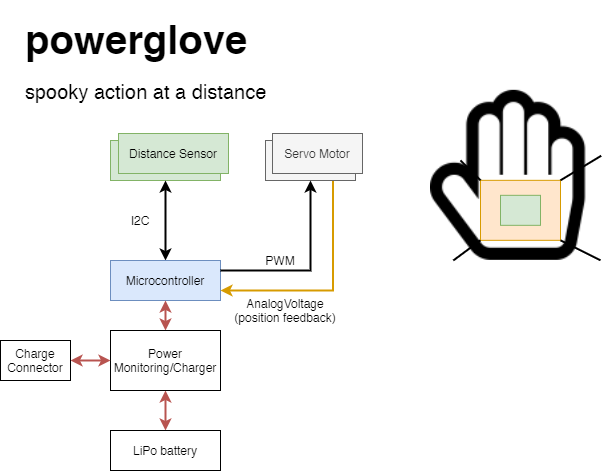 powerglove
spooky action at a distance
Distance Sensor
Servo Motor
I2C
PWM
Microcontroller
AnalogVoltage
(position feedback)
Charge
Connector
Power
Monitoring/Charger
LiPo battery